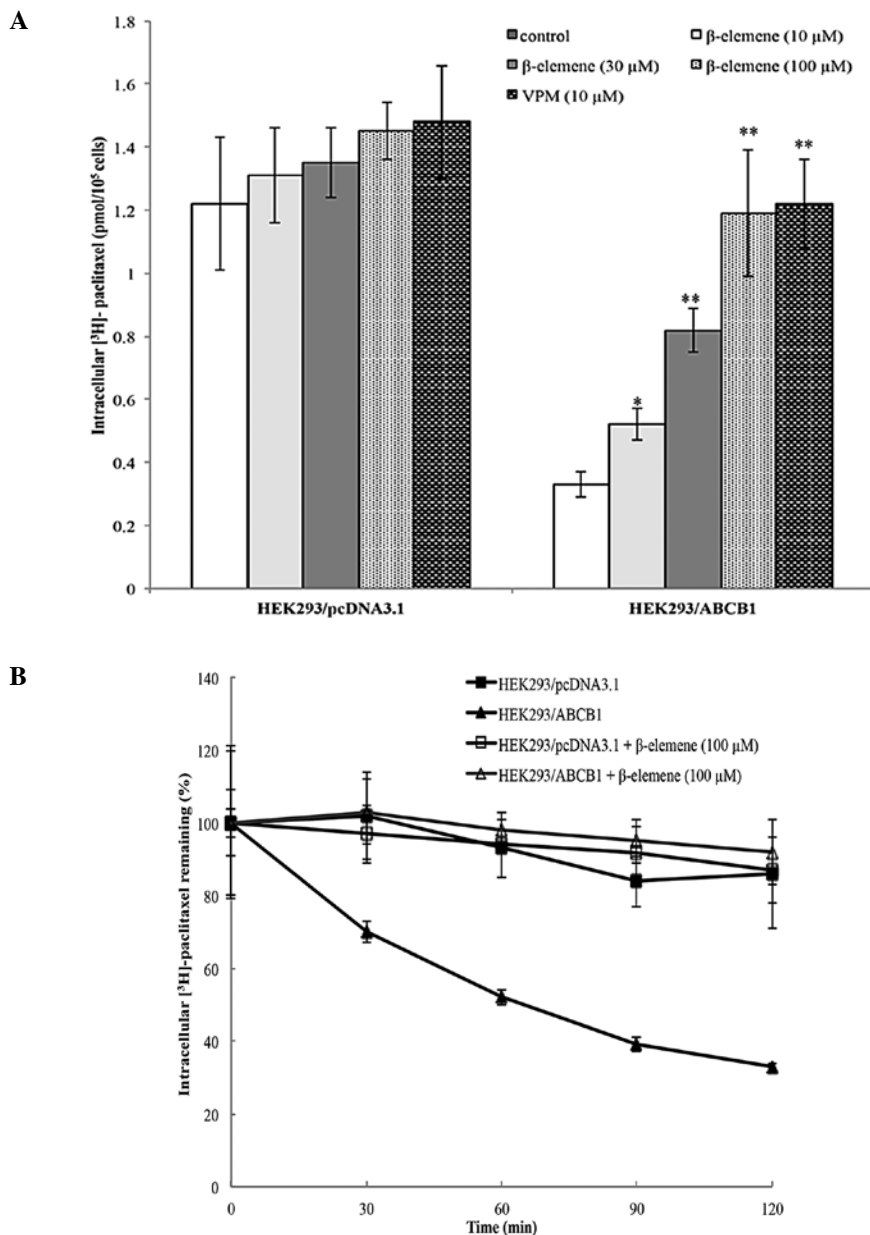 A
1.8
1.6
1.4
1.2
1
0.8
0.6
0.4
0.2
0
Intracellular [³H]- paclitaxel (pmol/10⁵ cells)
control
β-elemene (10 μM)
β-elemene (30 μM)
β-elemene (100 μM)
VPM (10 μM)
*
**
**
**
HEK293/pcDNA3.1
HEK293/ABCB1
B
140
120
100
80
60
40
20
0
Intracellular [³H]-paclitaxel remaining (%)
HEK293/pcDNA3.1
HEK293/ABCB1
HEK293/pcDNA3.1 + β-elemene (100 μM)
HEK293/ABCB1 + β-elemene (100 μM)
0
30
60
90
120
Time (min)